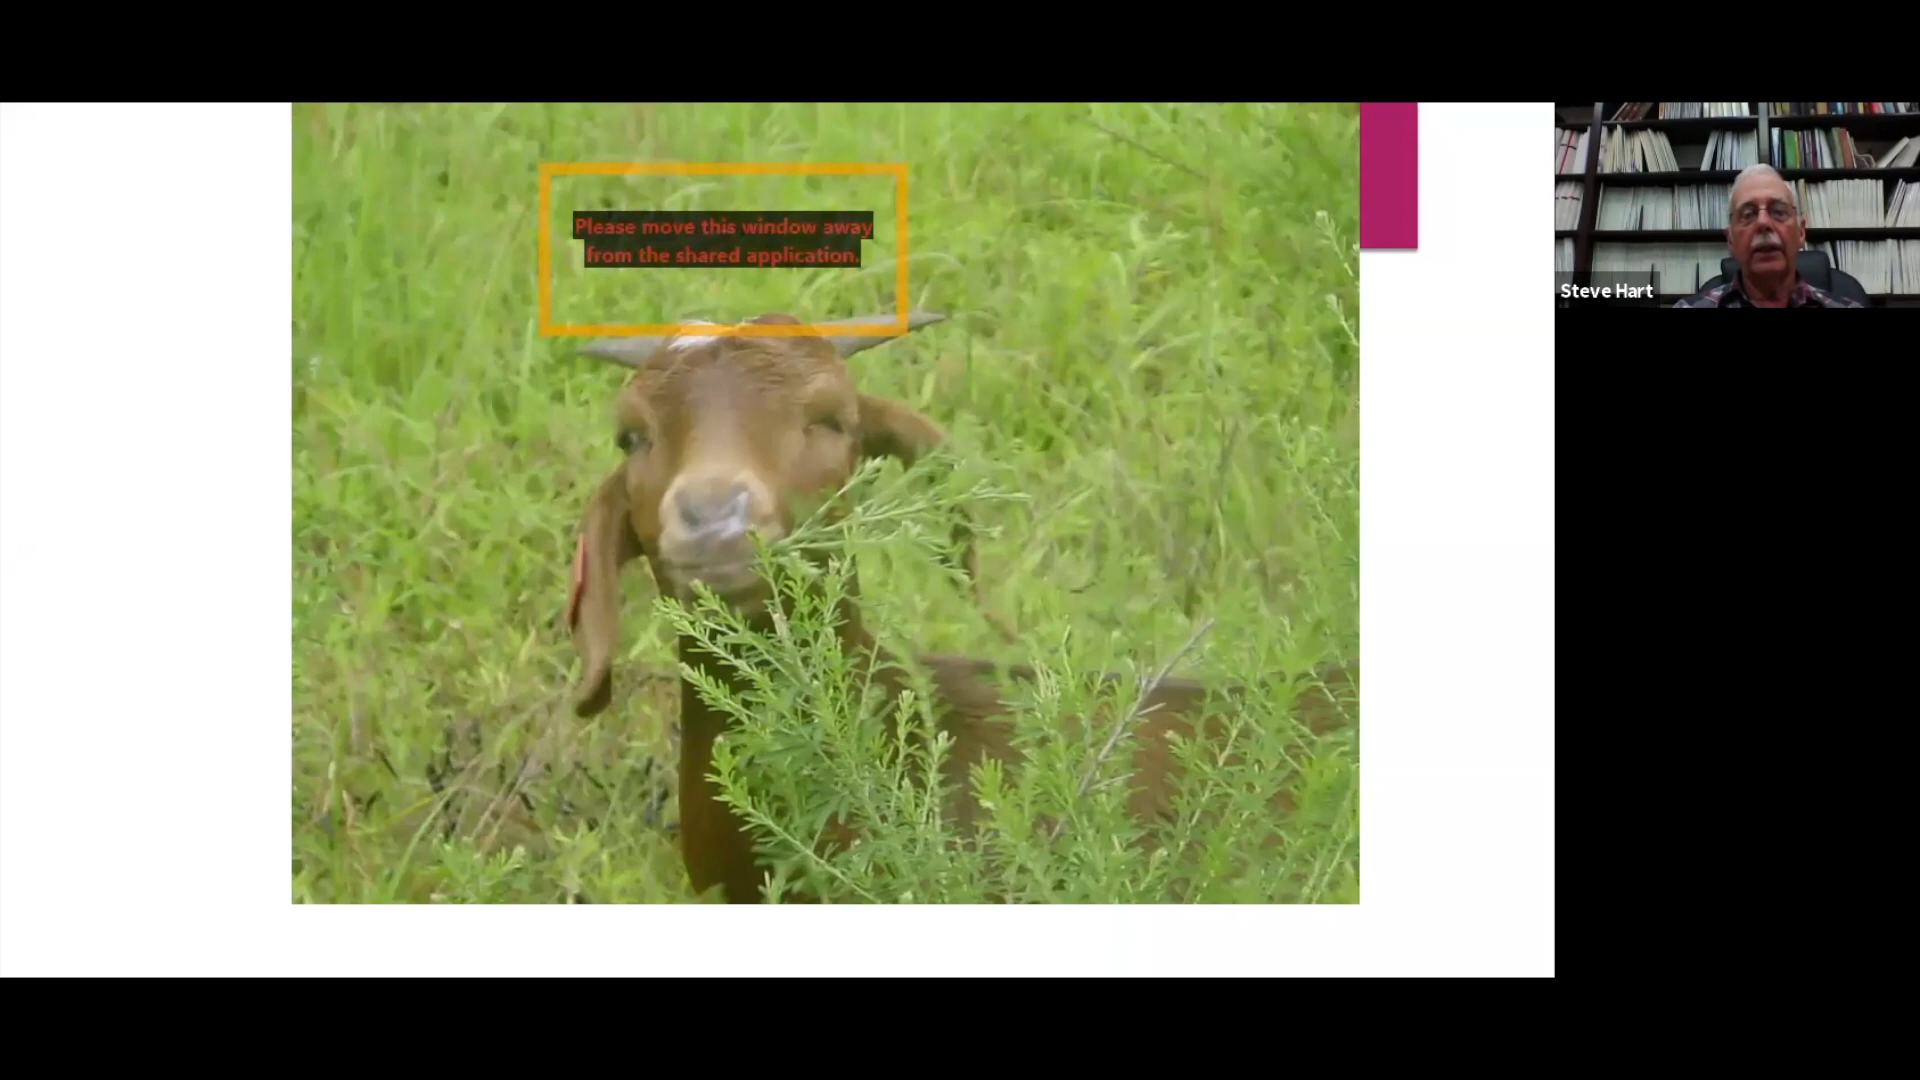 Please move this window away
from the shared application.
Steve Hart